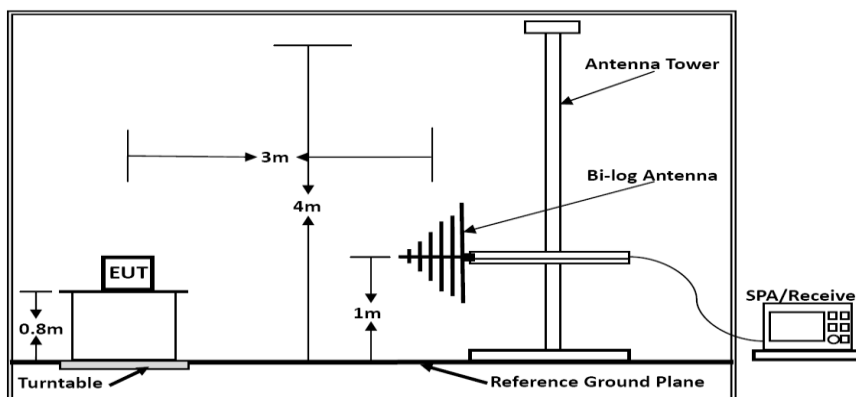 Antenna Tower
3m
Bi-log Antenna
4m
EUT
SPA/Receive
0.8m
1m
Turntable
Reference Ground Plane